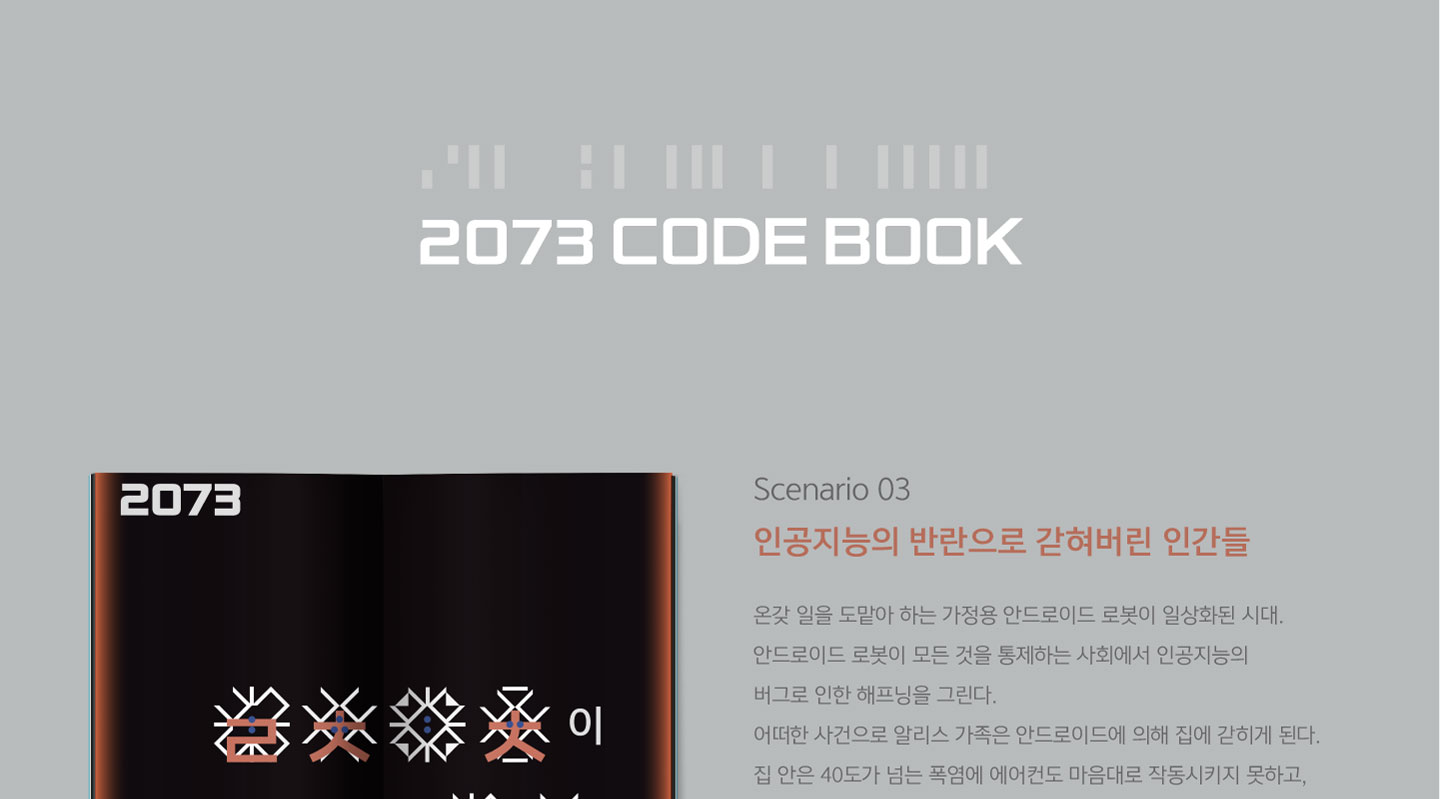 2073 CODE BOOK
2073
이
Scenario 03
인공지능의 반란으로 갇혀버린 인간들
온갖 일을 도맡아 하는 가정용 안드로이드 로봇이 일상화된 시대.
안드로이드 로봇이 모든 것을 통제하는 사회에서 인공지능의
버그로 인한 해프닝을 그린다.
어떠한 사건으로 알리스 가족은 안드로이드에 의해 집에 갇히게 된다.
집 안은 40도가 넘는 폭염에 에어컨도 마음대로 작동시키지 못하고,